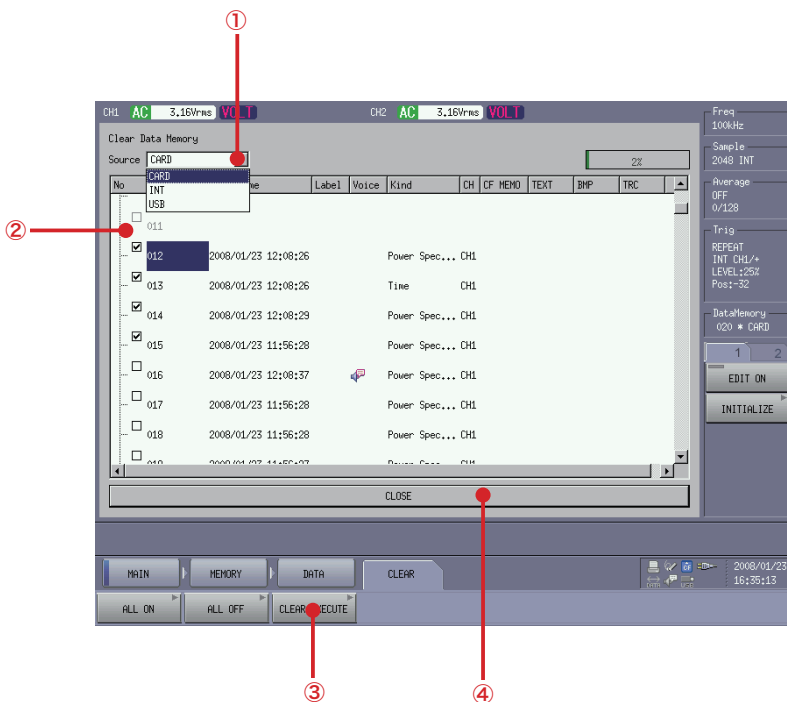 ①
CH1 AC 3.16Vrms VOLT CH2 AC 3.16Vrms VOLT
Freq
100kHz
Clear Data Memory
Source CARD
2%
Sample
2048 INT
CARD
INT
USB
No Label Voice Kind CH CF MEMO TEXT BMP TRC
Average
OFF
0/128
②
011
012 2008/01/23 12:08:26 Power Spec... CH1
013 2008/01/23 12:08:26 Time CH1
014 2008/01/23 12:08:29 Power Spec... CH1
015 2008/01/23 11:56:28 Power Spec... CH1
016 2008/01/23 12:08:37 Power Spec... CH1
017 2008/01/23 11:56:28 Power Spec... CH1
018 2008/01/23 11:56:28 Power Spec... CH1
Trig
REPEAT
INT CH1/+
LEVEL:25%
Pos:-32
DataMemory
020 * CARD
1 2
EDIT ON
INITIALIZE
CLOSE
④
MAIN MEMORY DATA CLEAR
2008/01/23
16:35:13
ALL ON ALL OFF CLEAR EXECUTE
③